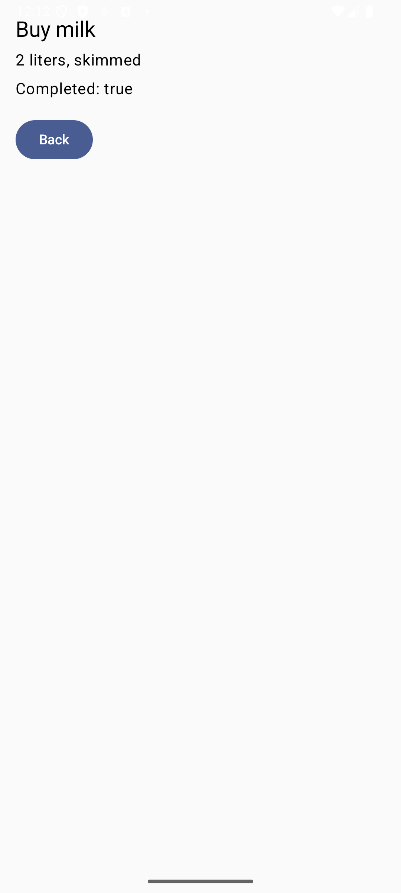 Buy milk
2 liters, skimmed
Completed: true
Back